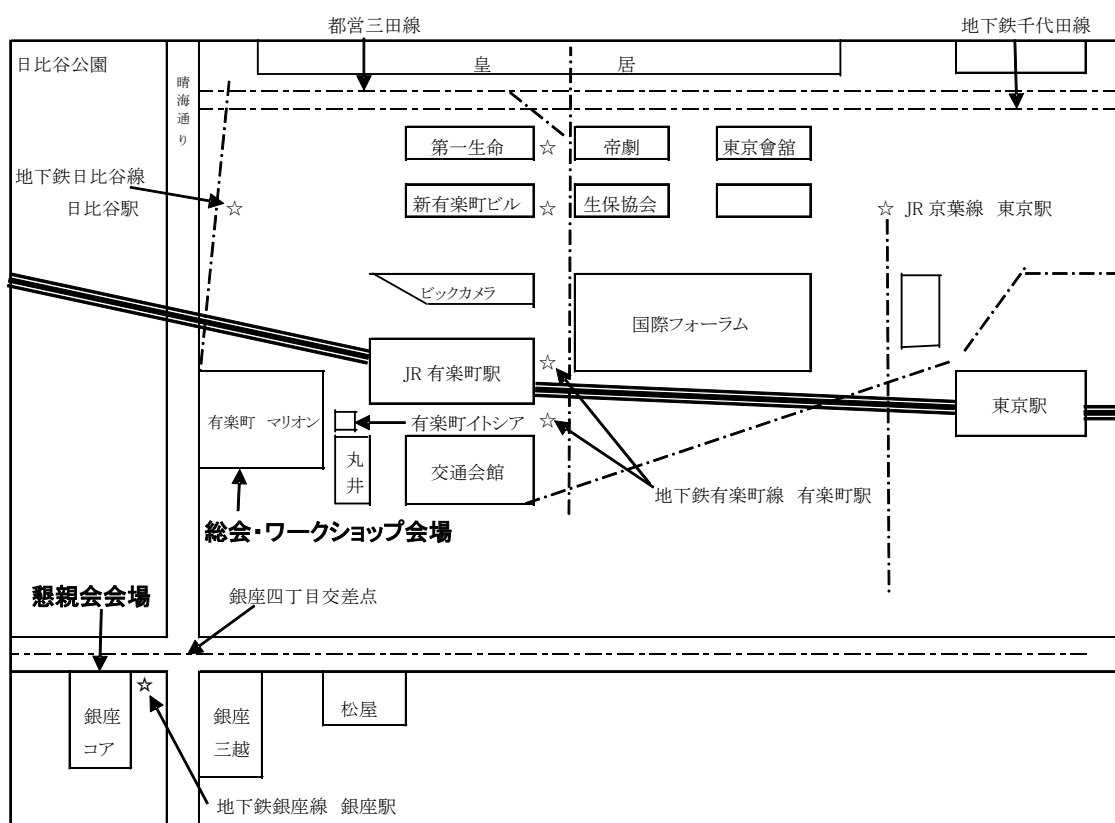 都営三田線
地下鉄千代田線
日比谷公園
皇 居
晴海通り
第一生命
帝劇
東京會舘
地下鉄日比谷線
日比谷駅
新有楽町ビル
生保協会
JR 京葉線 東京駅
ビックカメラ
国際フォーラム
JR 有楽町駅
東京駅
有楽町 マリオン
有楽町イトシア
丸井
交通会館
地下鉄有楽町線 有楽町駅
総会・ワークショップ会場
懇親会会場
銀座四丁目交差点
銀座
コア
銀座
三越
松屋
地下鉄銀座線 銀座駅